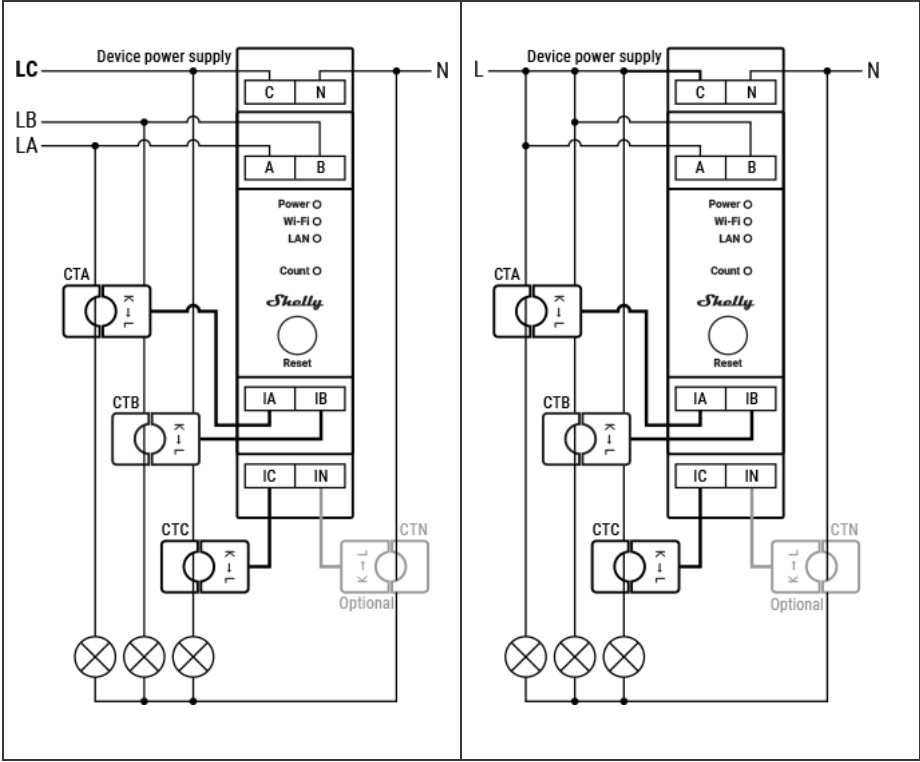 Device power supply
LC
N
C N
LB
LA
A B
Power
Wi-Fi
LAN
Count
Shelly
Reset
CTA
K→L
IA IB
CTB
K→L
IC IN
CTC
K→L
CTN
K→L
Optional
Device power supply
L
N
C N
A B
Power
Wi-Fi
LAN
Count
Shelly
Reset
CTA
K→L
IA IB
CTB
K→L
IC IN
CTC
K→L
CTN
K→L
Optional